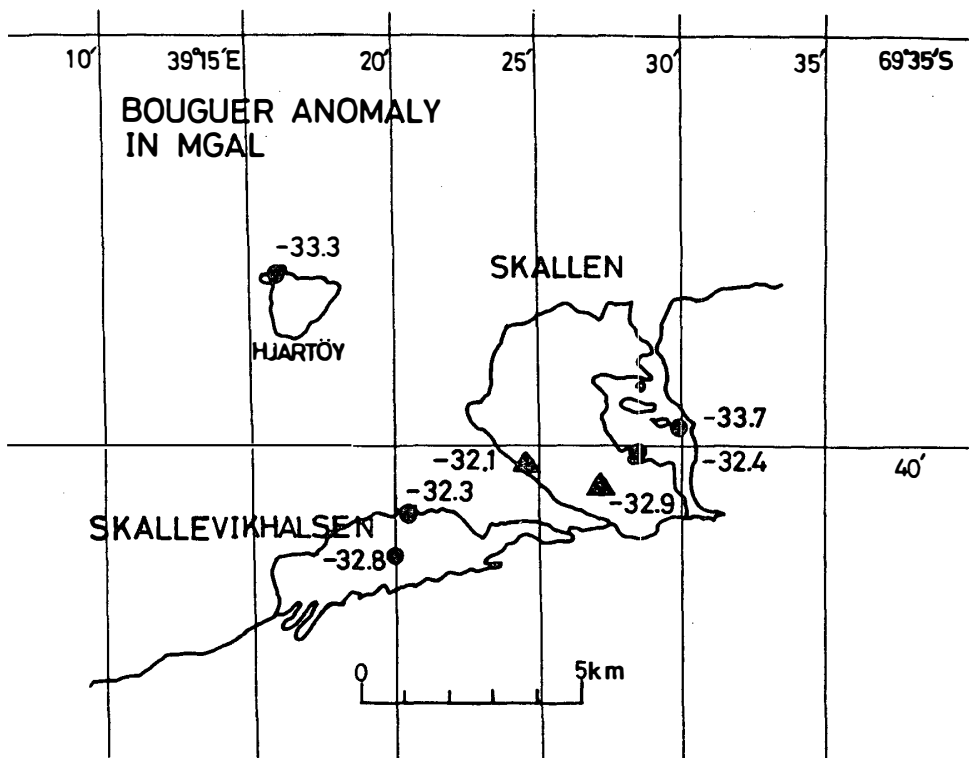 10′ 39°15′E 20′ 25′ 30′ 35′ 69°35′S
BOUGUER ANOMALY
IN MGAL
-33.3
SKALLEN
HJARTÖY
-33.7
-32.1 -32.4 40′
-32.3 -32.9
SKALLEVIKHALSEN
-32.8
0 5km